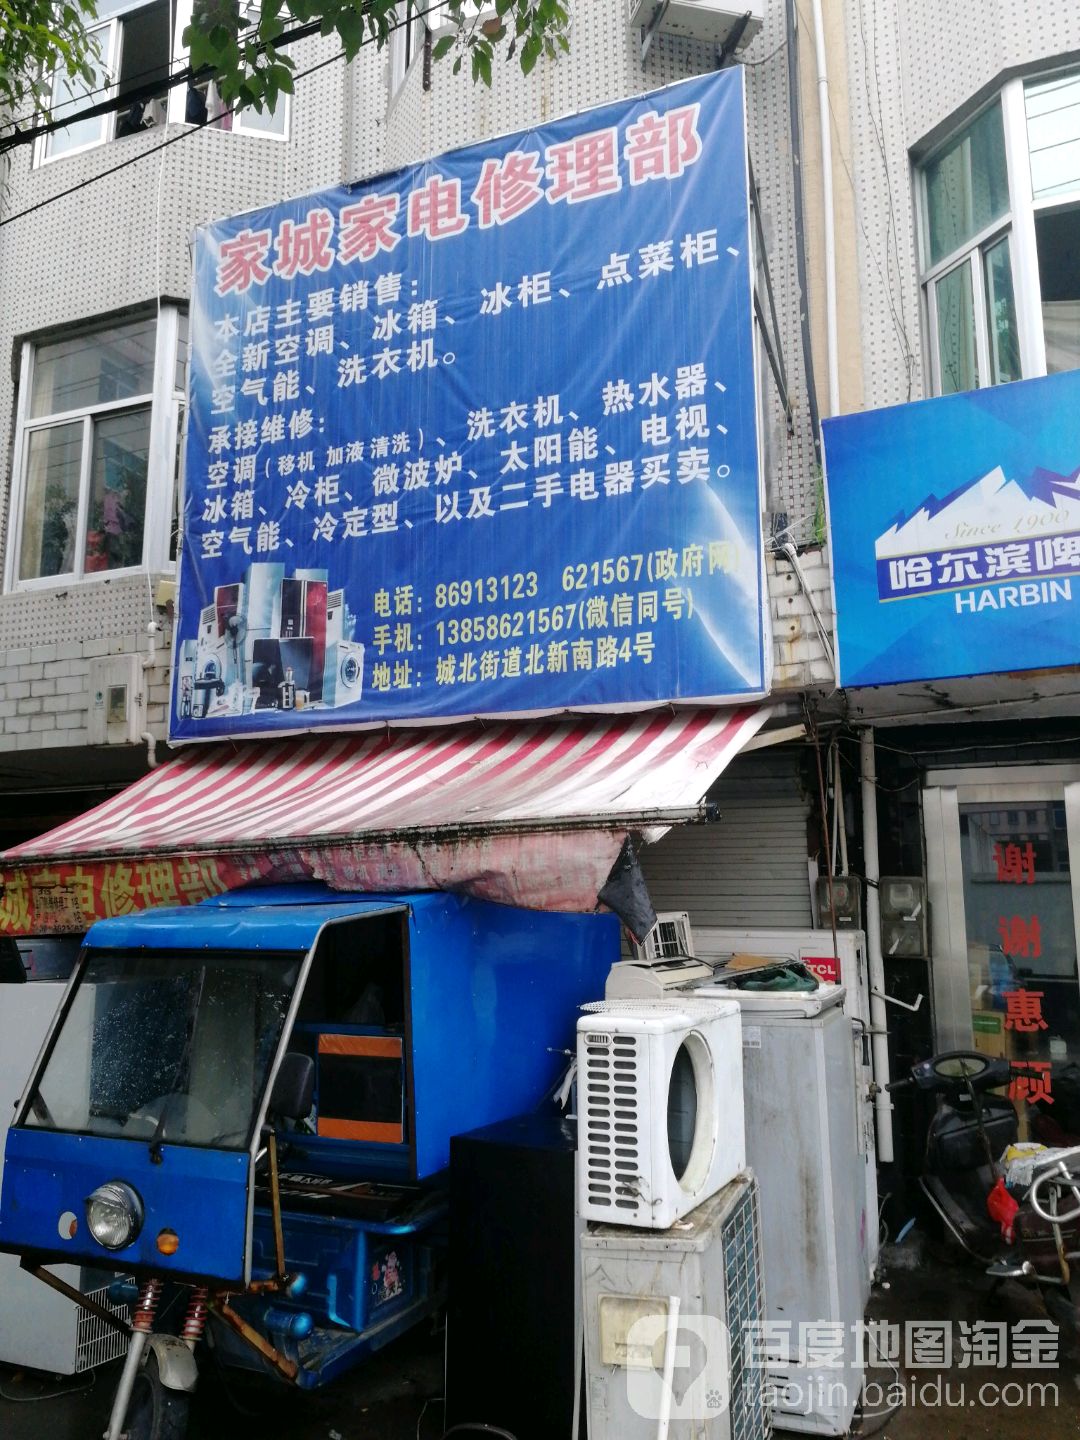 家城家电修理部
本店主要销售：
全新空调、冰箱、冰柜、点菜柜、
空气能、洗衣机。
承接维修：
空调（移机 加液 清洗）、洗衣机、热水器、
冰箱、冷柜、微波炉、太阳能、电视、
空气能、冷定型、以及二手电器买卖。
电话：86913123 621567(政府网)
手机：13858621567(微信同号)
地址：城北街道北新南路4号
Since 1900
哈尔滨啤
HARBIN
城家电修理部
TCL
谢谢惠顾
百度地图淘金
taojin.baidu.com